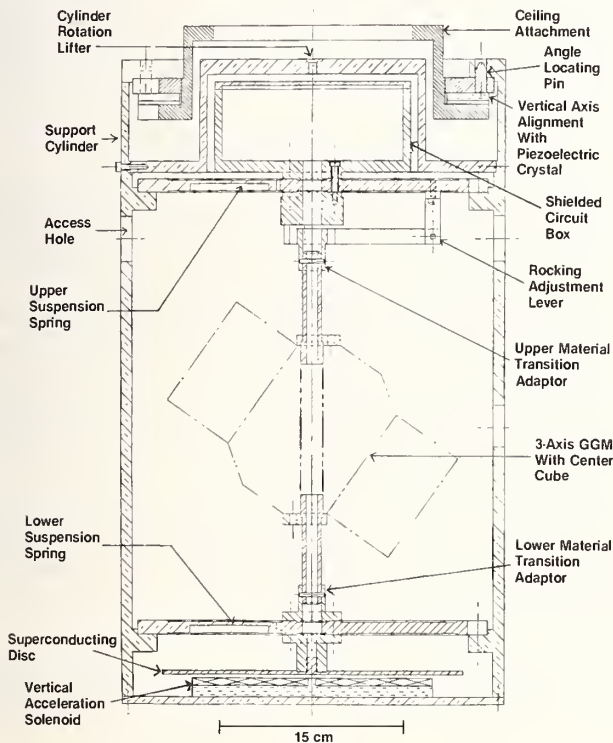 Cylinder
Rotation
Lifter
Ceiling
Attachment
Angle
Locating
Pin
Support
Cylinder
Vertical Axis
Alignment
With
Piezoelectric
Crystal
Access
Hole
Shielded
Circuit
Box
Upper
Suspension
Spring
Rocking
Adjustment
Lever
Upper Material
Transition
Adaptor
3-Axis GGM
With Center
Cube
Lower
Suspension
Spring
Lower Material
Transition
Adaptor
Superconducting
Disc
Vertical
Acceleration
Solenoid
15 cm